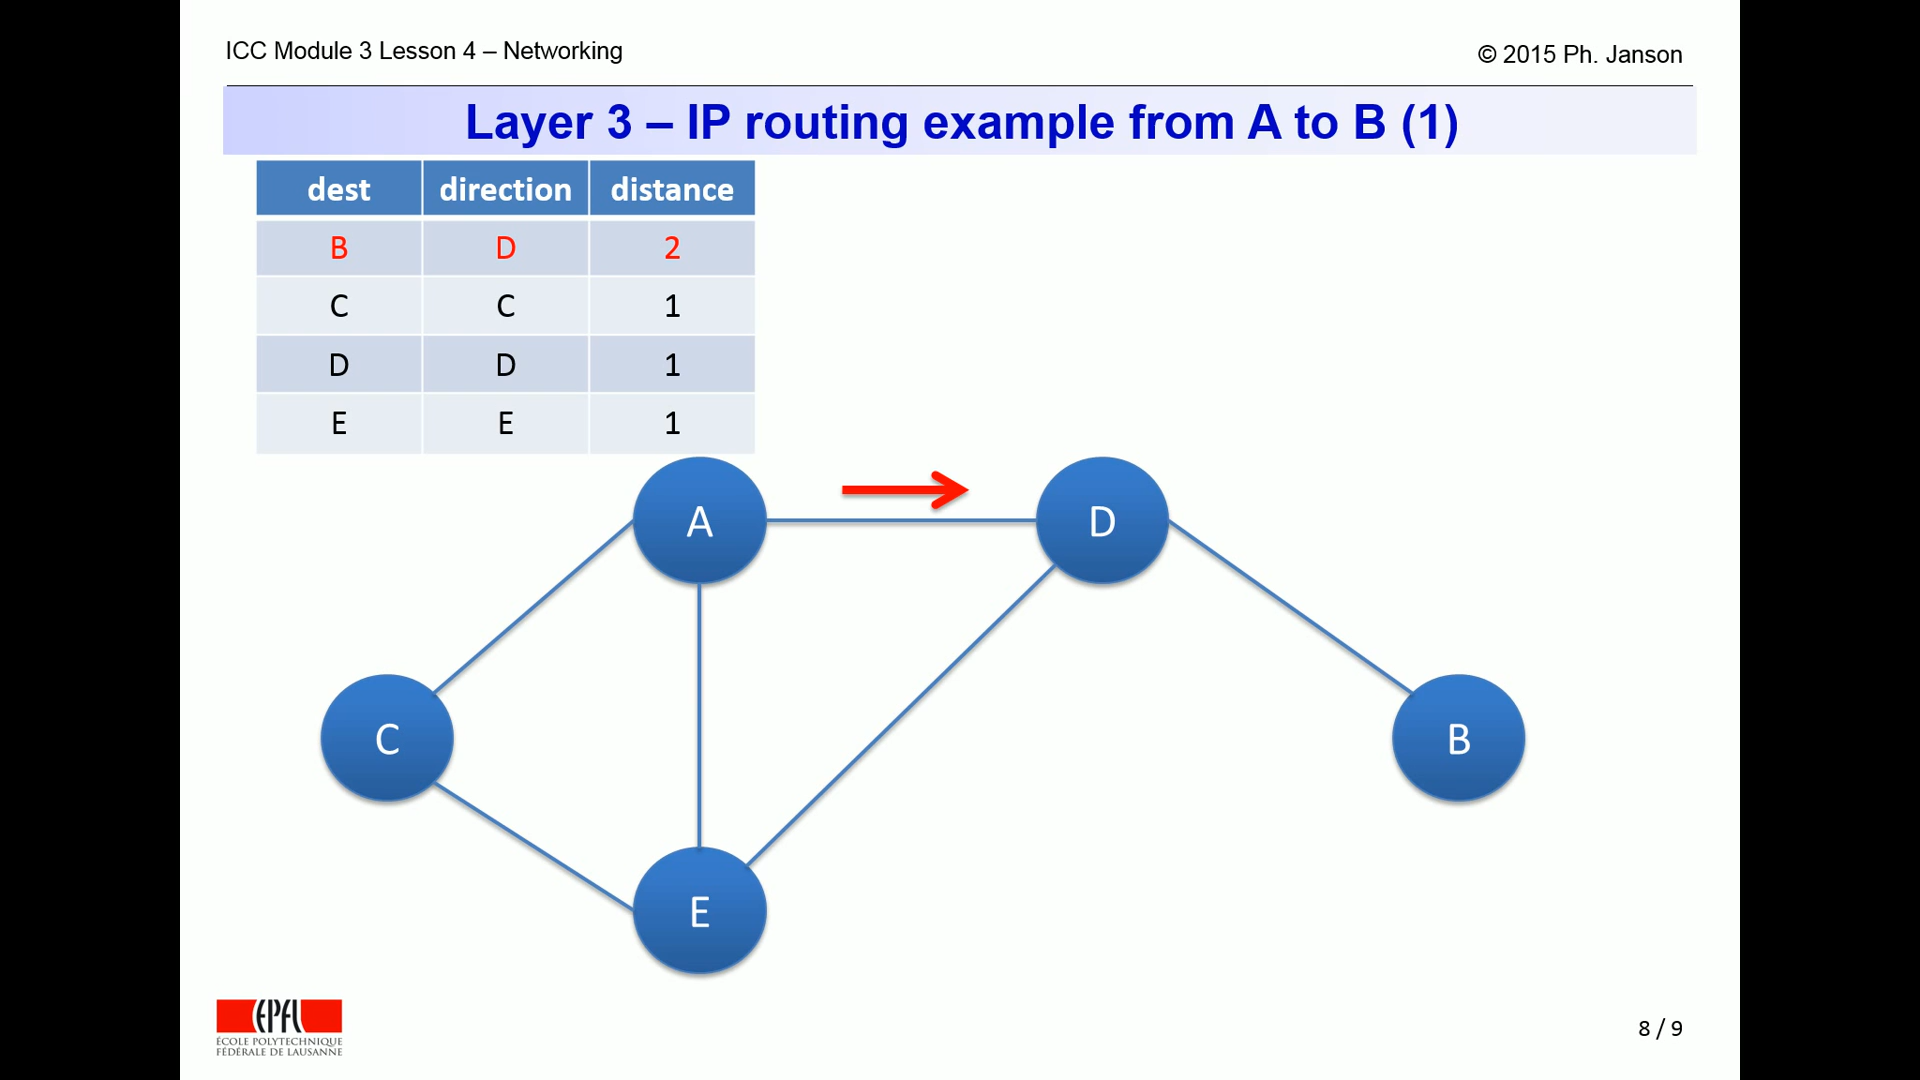 ICC Module 3 Lesson 4 – Networking
© 2015 Ph. Janson
Layer 3 – IP routing example from A to B (1)
dest direction distance
B D 2
C C 1
D D 1
E E 1
A
D
C
B
E
EPFL
ÉCOLE POLYTECHNIQUE
FÉDÉRALE DE LAUSANNE
8 / 9